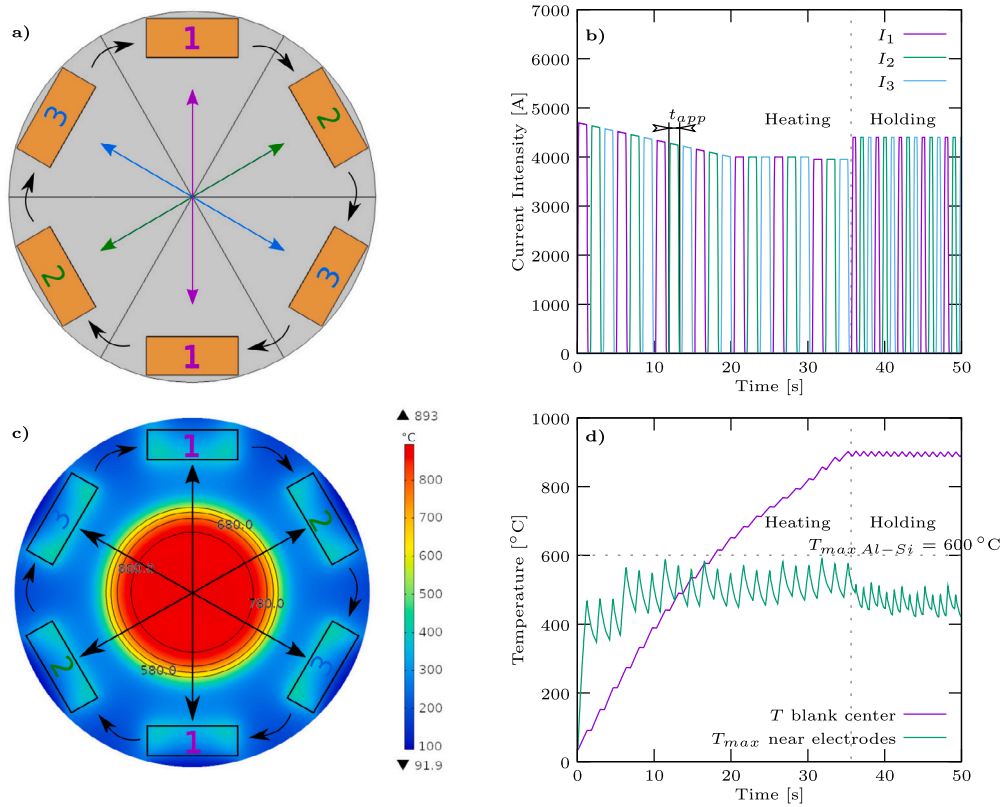 a)
1
2
3
1
2
3
b)
7000
6000
5000
4000
3000
2000
1000
0
Current Intensity [A]
I1
I2
I3
tapp
Heating
Holding
0
10
20
30
40
50
Time [s]
c)
1
2
3
1
2
3
680.0
880.0
780.0
580.0
893
°C
800
700
600
500
400
300
200
100
91.9
d)
1000
800
600
400
200
0
Temperature [°C]
Heating
Holding
Tmax Al−Si = 600 °C
T blank center
Tmax near electrodes
0
10
20
30
40
50
Time [s]